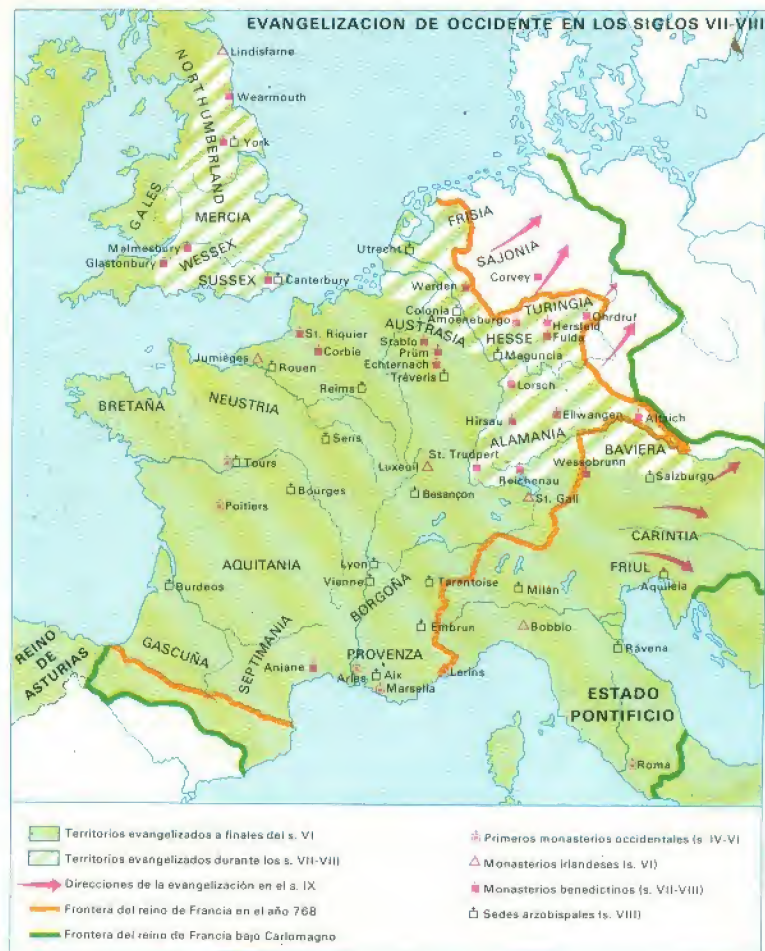 EVANGELIZACION DE OCCIDENTE EN LOS SIGLOS VII-VIII
Lindisfarne
NORTHUMBERLAND
Wearmouth
York
GALES
MERCIA
Malmesbury
WESSEX
Glastonbury
SUSSEX
Canterbury
FRISIA
Utrecht
SAJONIA
Corvey
Werden
Colonia
TURINGIA
Amoeneburgo
Ohrdruf
AUSTRASIA
Hersfeld
HESSE
Fulda
St. Riquier
Stablo
Corbie
Prüm
Maguncia
Jumièges
Echternach
Rouen
Tréveris
Reims
Lorsch
BRETAÑA
NEUSTRIA
Hirsau
Ellwangen
Altaich
Sens
ALAMANIA
BAVIERA
St. Trudpert
Tours
Luxeuil
Wessobrunn
Reichenau
Salzburgo
Bourges
Besançon
St. Gall
Poitiers
CARINTIA
AQUITANIA
Lyon
FRIUL
Vienne
BORGOÑA
Tarentoise
Milán
Aquileia
Burdeos
Embrun
Bobbio
REINO
DE
ASTURIAS
GASCUÑA
SEPTIMANIA
PROVENZA
Rávena
Aniane
Arles
Aix
Lerins
Marsella
ESTADO
PONTIFICIO
Roma
Territorios evangelizados a finales del s. VI
Territorios evangelizados durante los s. VII-VIII)
Direcciones de la evangelización en el s. IX
Frontera del reino de Francia en el año 768
Frontera del reino de Francia bajo Carlomagno
Primeros monasterios occidentales (s. IV-V)
Monasterios irlandeses (s. VI)
Monasterios benedictinos (s. VII-VIII)
Sedes arzobispales (s. VIII)